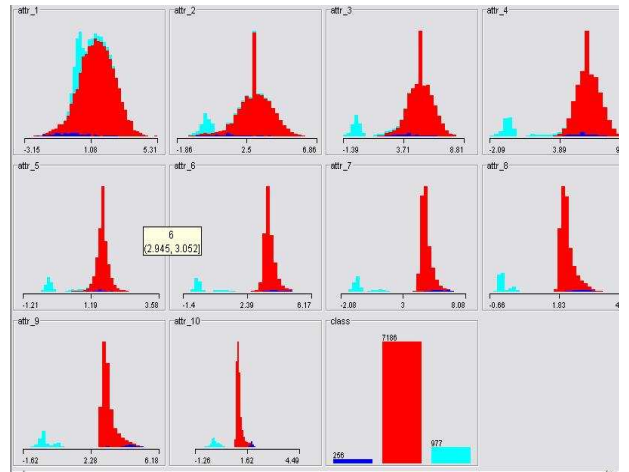 attr_1
attr_2
attr_3
attr_4
-3.15 1.08 5.31
-1.86 2.5 6.86
-1.39 3.71 8.81
-2.09 3.89
attr_5
attr_6
attr_7
attr_8
6
(2.945, 3.052]
-1.21 1.19 3.58
-1.4 2.39 6.17
-2.08 3 8.08
-0.66 1.83
attr_9
attr_10
class
7186
977
256
-1.62 2.28 6.18
-1.26 1.62 4.49